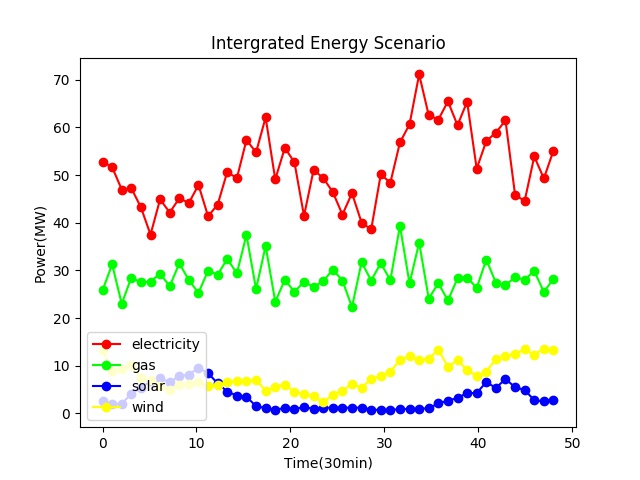 Intergrated Energy Scenario
Power(MW)
70
60
50
40
30
20
10
0
electricity
gas
solar
wind
0 10 20 30 40 50
Time(30min)